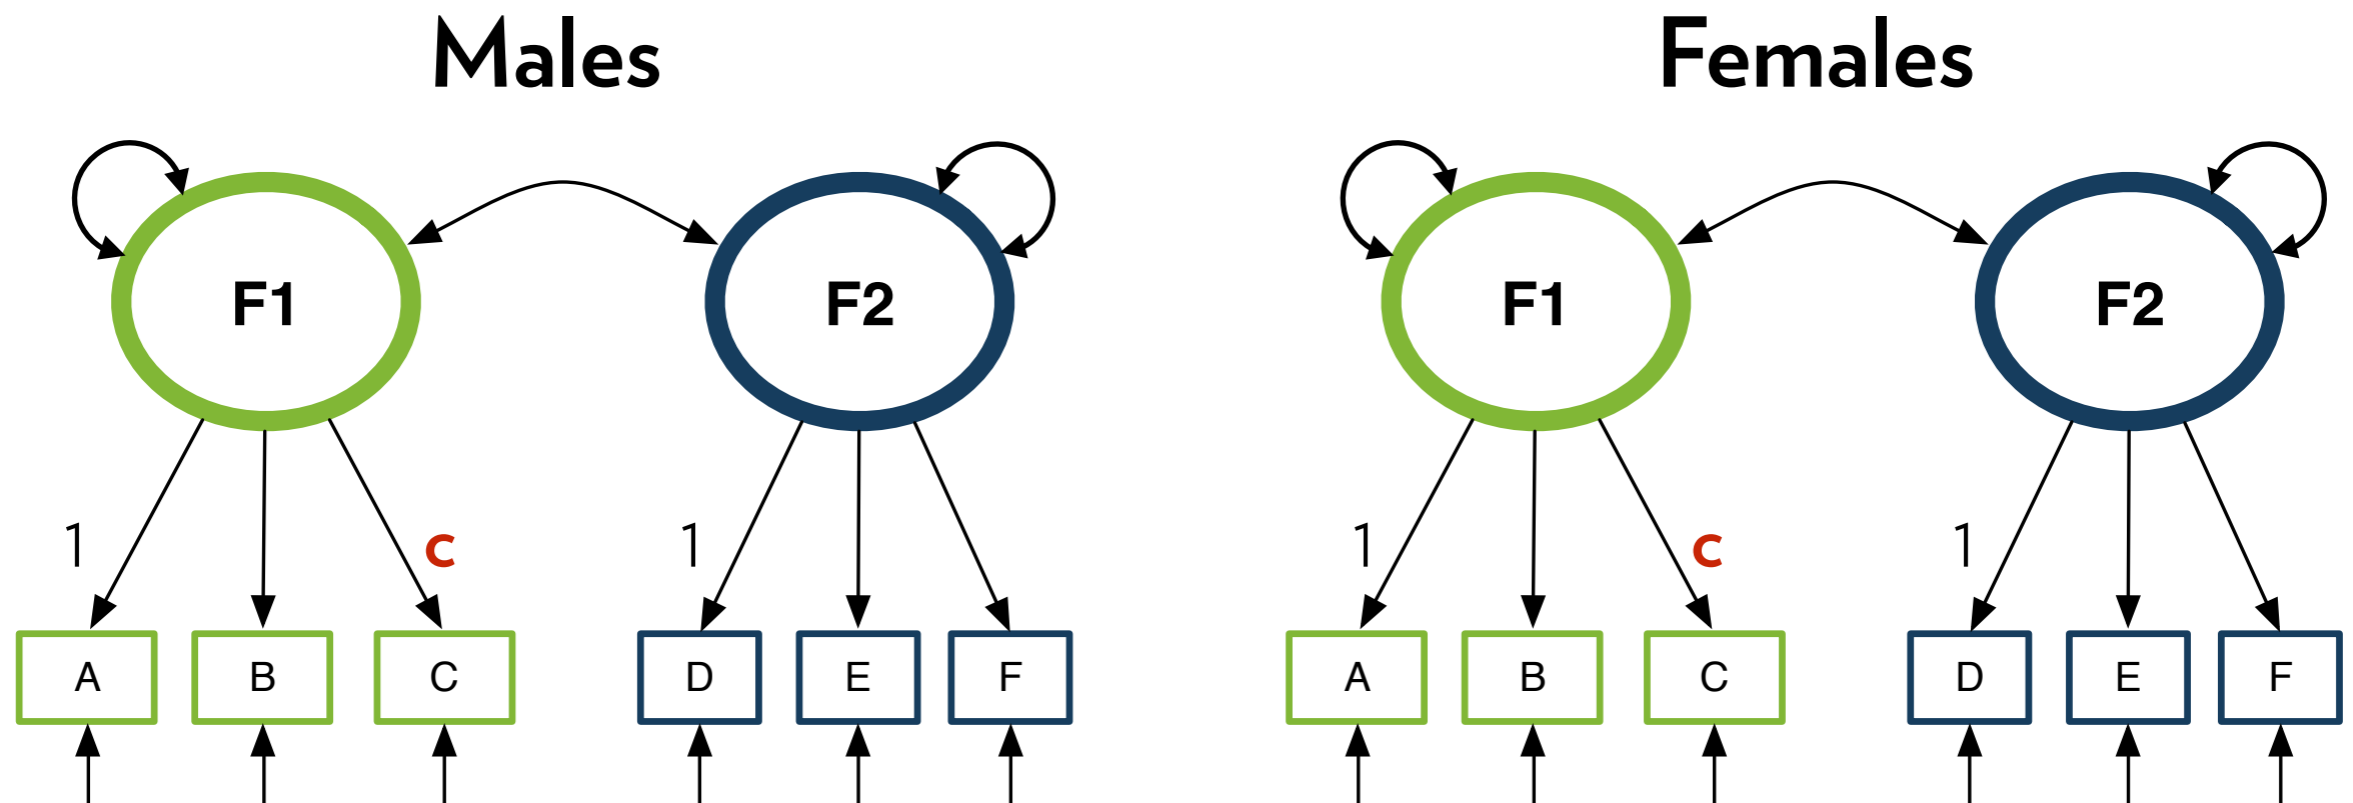 Males Females
F1 F2 F1 F2
1 c 1 1 c 1
A B C D E F A B C D E F